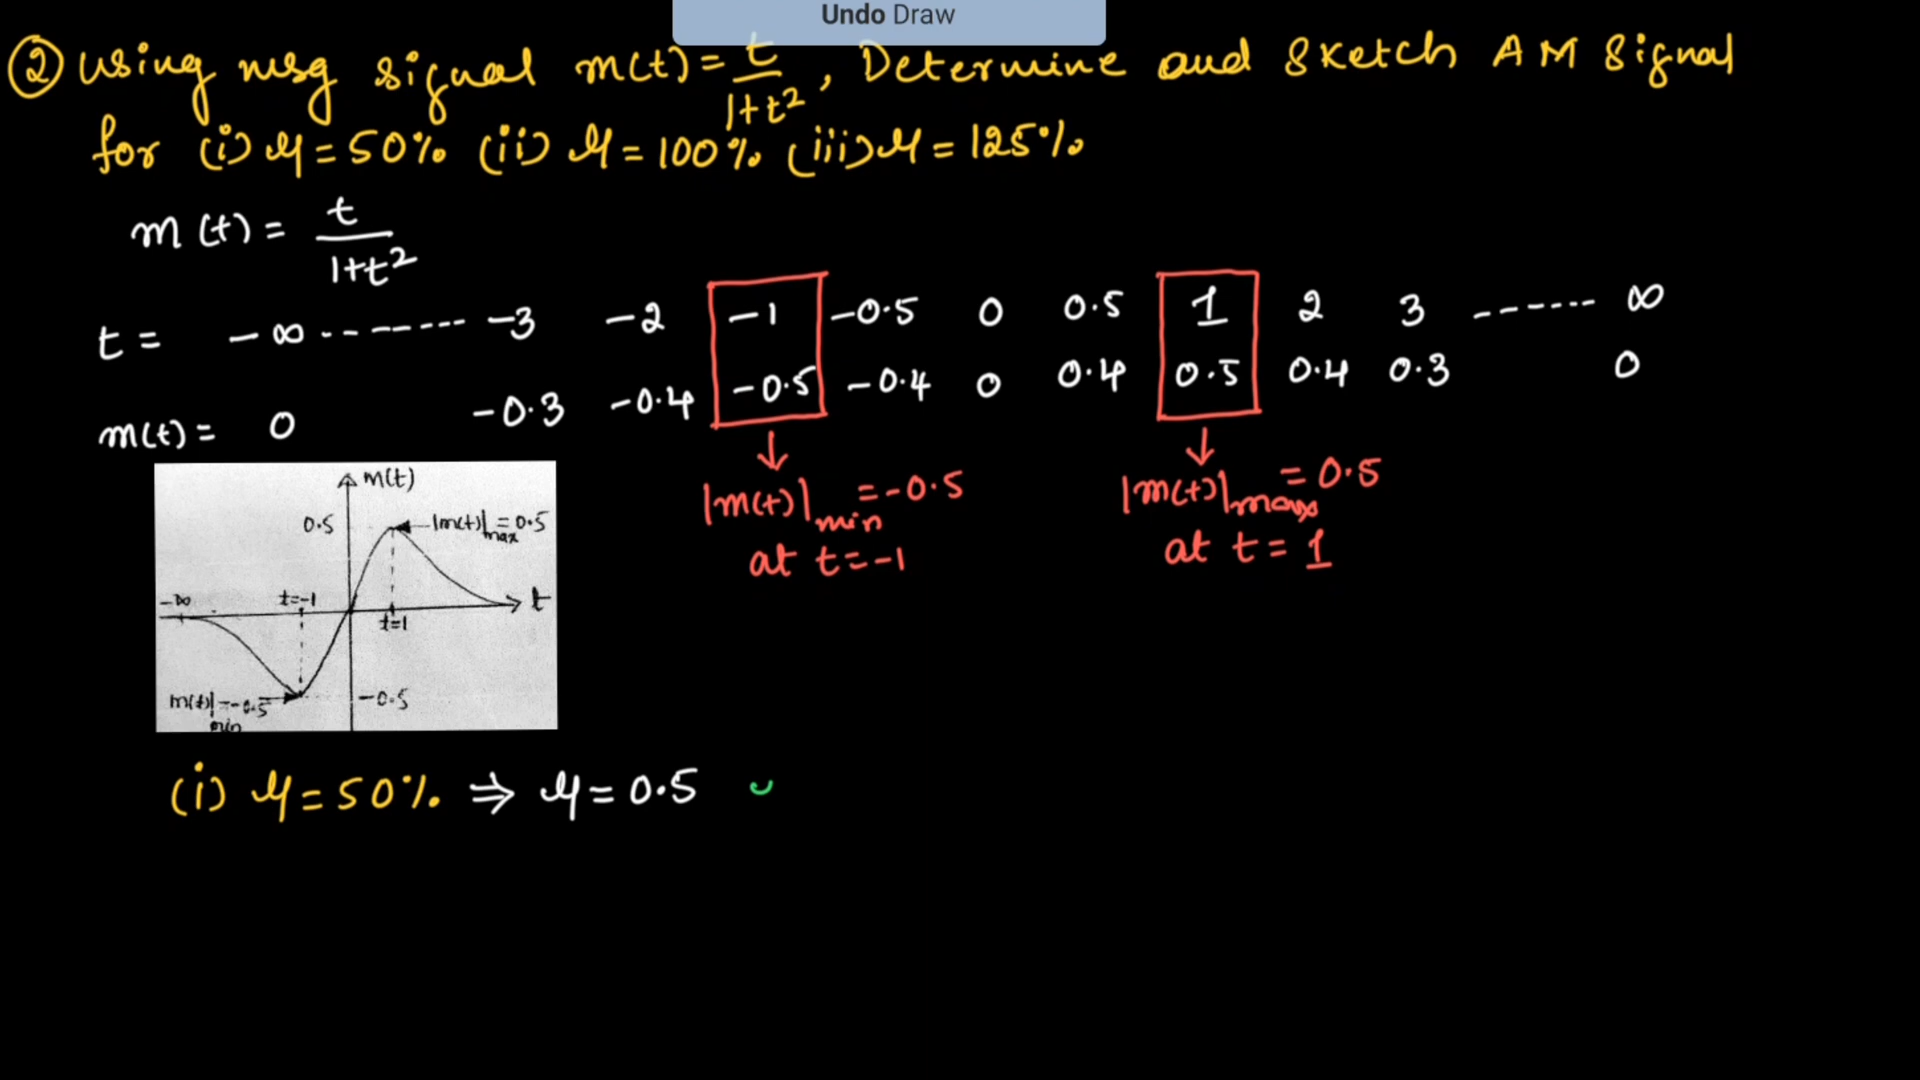 Undo Draw
② using msg signal m(t) = t/1+t², Determine and Sketch AM Signal
for (i) μ = 50% (ii) μ = 100% (iii) μ = 125%
m(t) = t/1+t²
t = -∞ -------- -3 -2 -1 -0.5 0 0.5 1 2 3 ------- ∞
m(t) = 0 -0.3 -0.4 -0.5 -0.4 0 0.4 0.5 0.4 0.3 0
|m(t)|min = -0.5
at t = -1
|m(t)|max = 0.5
at t = 1
m(t)
0.5
|m(t)|max = 0.5
-∞
t=-1
t
t=1
m(t)|min = -0.5
-0.5
(i) μ = 50% ⇒ μ = 0.5